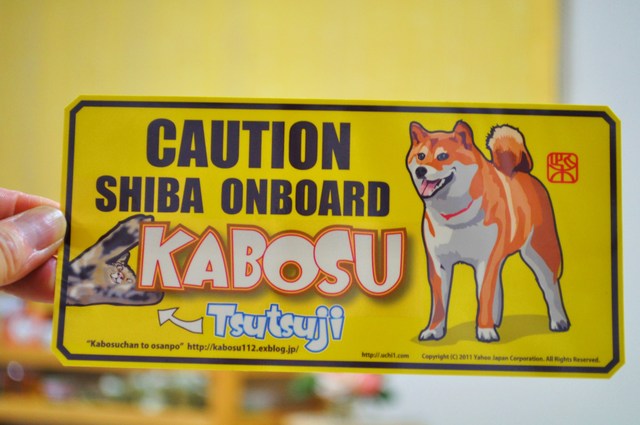 CAUTION
SHIBA ONBOARD
KABOSU
Tsutsuji
"Kabosuchan to osanpo" http://kabosu112.exblog.jp/
http://uchi1.com Copyright (C) 2011 Yahoo Japan Corporation. All Rights Reserved.